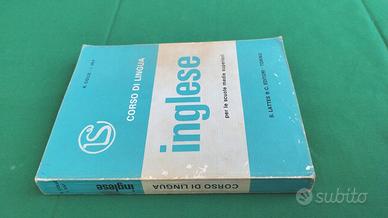 CORSO DI LINGUA
inglese
per le scuole medie superiori
S. LATTES & C. EDITORI - TORINO
LS
CORSO DI LINGUA
inglese
subito